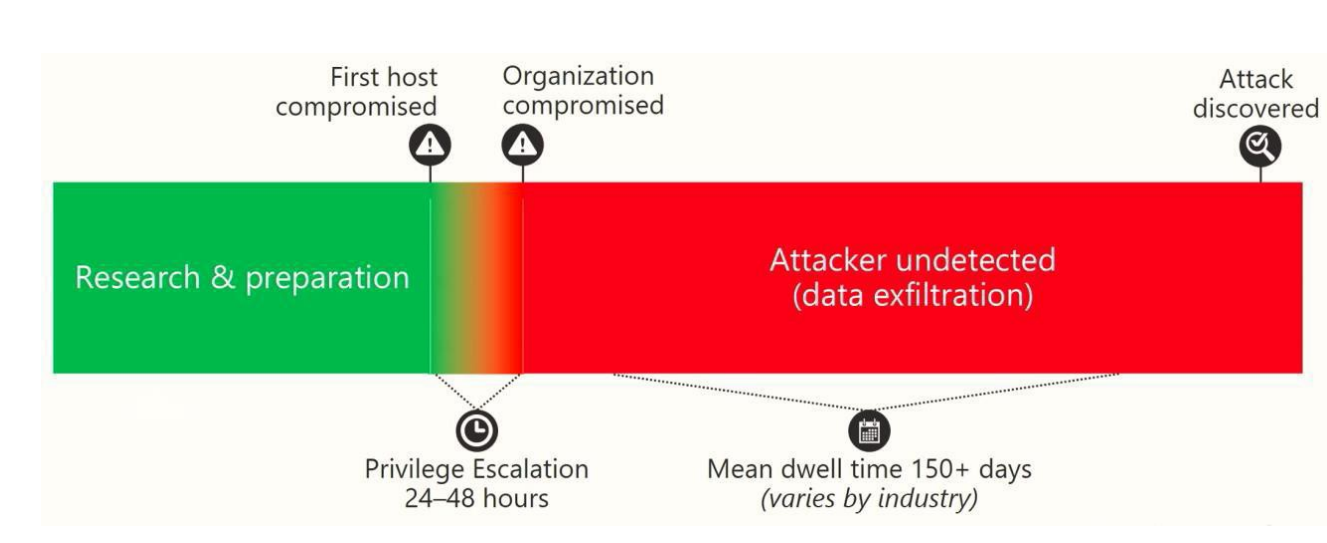 First host
compromised
Organization
compromised
Attack
discovered
Research & preparation
Attacker undetected
(data exfiltration)
Privilege Escalation
24–48 hours
Mean dwell time 150+ days
(varies by industry)